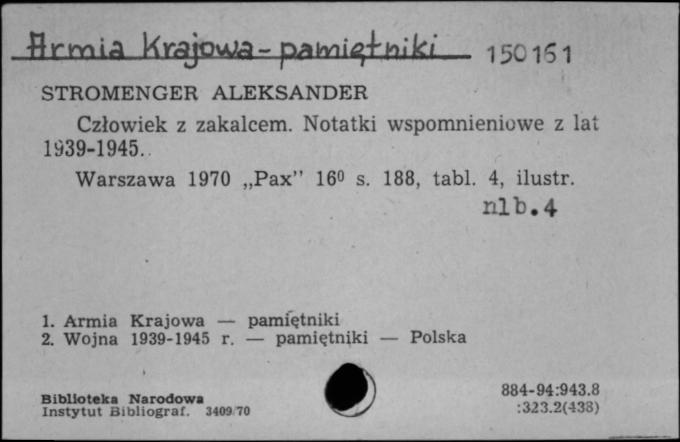 Armia Krajowa - pamiętniki 150161
STROMENGER ALEKSANDER
Człowiek z zakalcem. Notatki wspomnieniowe z lat
1939-1945.
Warszawa 1970 „Pax” 16⁰ s. 188, tabl. 4, ilustr.
nlb.4
1. Armia Krajowa — pamiętniki
2. Wojna 1939-1945 r. — pamiętniki — Polska
Biblioteka Narodowa
Instytut Bibliograf. 3409/70
884-94:943.8
:323.2(438)